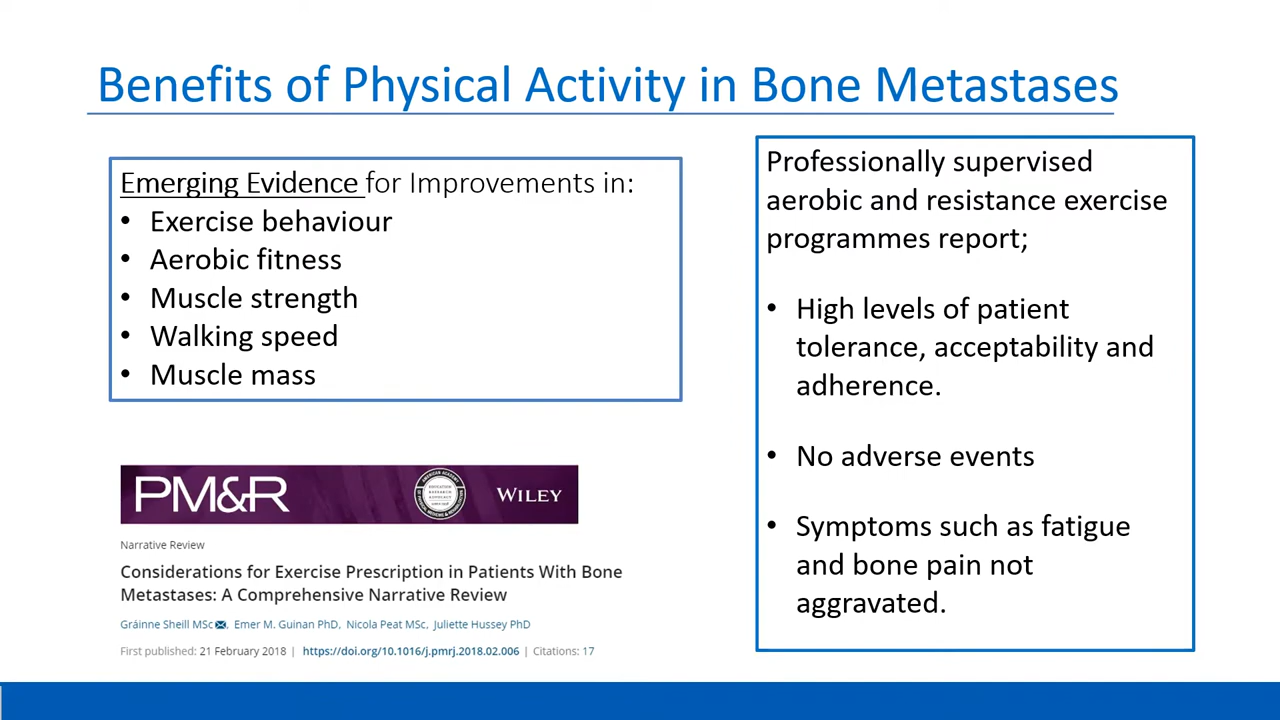 Benefits of Physical Activity in Bone Metastases
Emerging Evidence for Improvements in:
• Exercise behaviour
• Aerobic fitness
• Muscle strength
• Walking speed
• Muscle mass
Professionally supervised
aerobic and resistance exercise
programmes report;
• High levels of patient
tolerance, acceptability and
adherence.
• No adverse events
• Symptoms such as fatigue
and bone pain not
aggravated.
PM&R
WILEY
Narrative Review
Considerations for Exercise Prescription in Patients With Bone
Metastases: A Comprehensive Narrative Review
Gráinne Sheill MSc, Emer M. Guinan PhD, Nicola Peat MSc, Juliette Hussey PhD
First published: 21 February 2018 | https://doi.org/10.1016/j.pmrj.2018.02.006 | Citations: 17